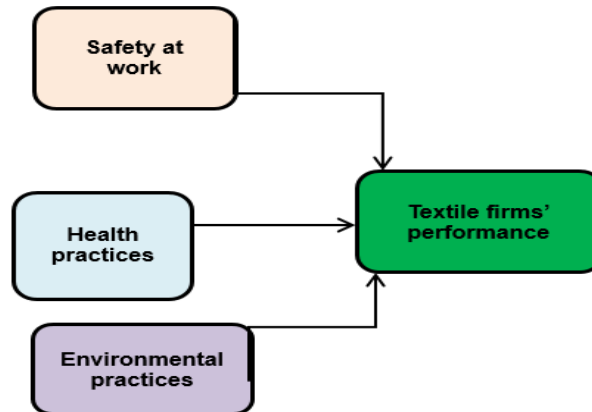 Safety at
work
Health
practices
Textile firms’
performance
Environmental
practices